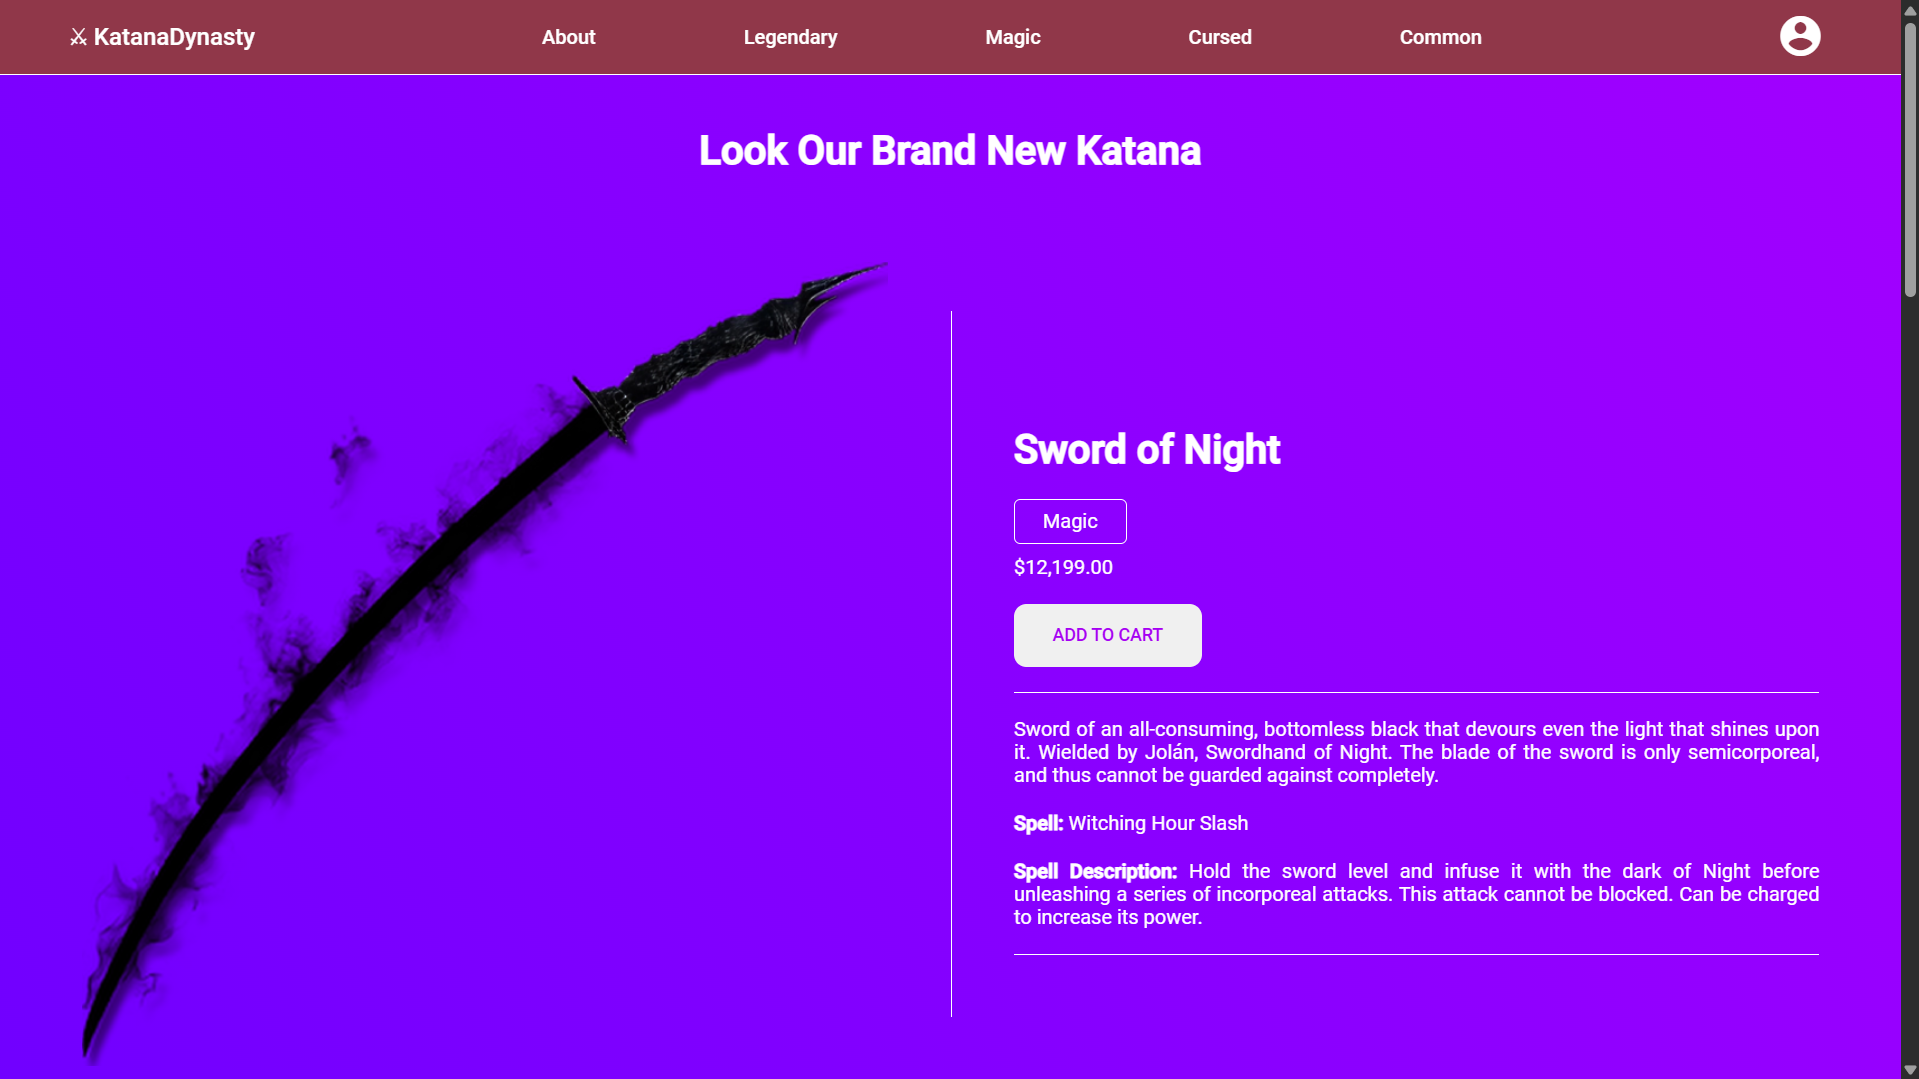 ⚔ KatanaDynasty
About
Legendary
Magic
Cursed
Common
Look Our Brand New Katana
Sword of Night
Magic
$12,199.00
ADD TO CART
Sword of an all-consuming, bottomless black that devours even the light that shines upon
it. Wielded by Jolán, Swordhand of Night. The blade of the sword is only semicorporeal,
and thus cannot be guarded against completely.
Spell: Witching Hour Slash
Spell Description: Hold the sword level and infuse it with the dark of Night before
unleashing a series of incorporeal attacks. This attack cannot be blocked. Can be charged
to increase its power.